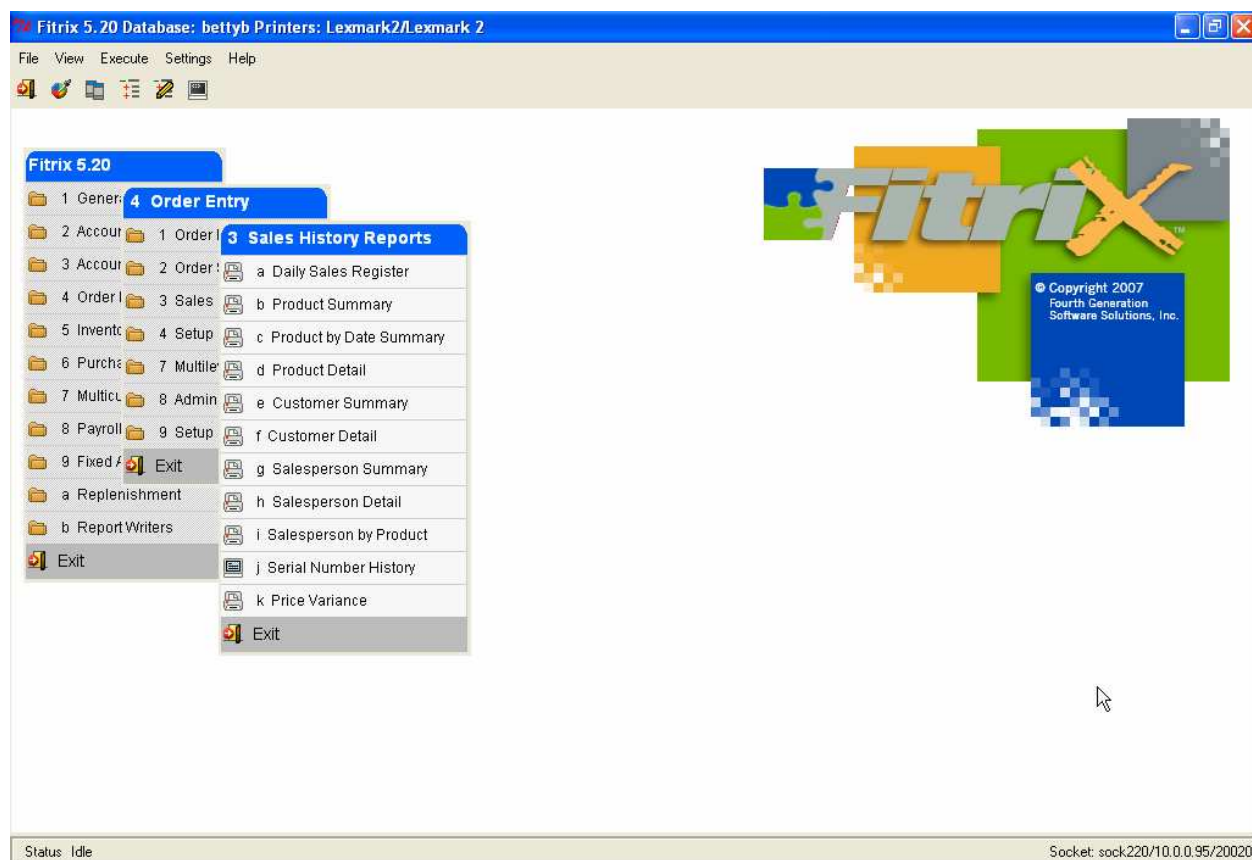 Fitrix 5.20 Database: bettyb Printers: Lexmark2/Lexmark 2
File View Execute Settings Help
Fitrix 5.20
1 Gener
2 Accour
3 Accour
4 Order
5 Invento
6 Purcha
7 Multicu
8 Payroll
9 Fixed
a Replenishment
b Report Writers
Exit
4 Order Entry
1 Order
2 Order
3 Sales
4 Setup
7 Multile
8 Admin
9 Setup
Exit
3 Sales History Reports
a Daily Sales Register
b Product Summary
c Product by Date Summary
d Product Detail
e Customer Summary
f Customer Detail
g Salesperson Summary
h Salesperson Detail
i Salesperson by Product
j Serial Number History
k Price Variance
Exit
FitriX™
© Copyright 2007
Fourth Generation
Software Solutions, Inc.
Status Idle
Socket: sock220/10.0.0.95/20020